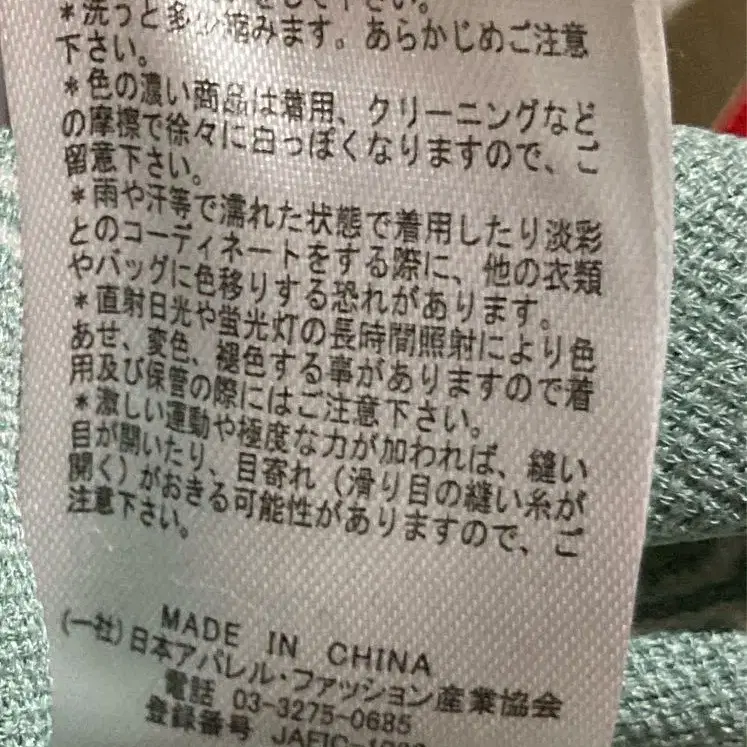 をして下さい。
*洗うと多少縮みます。あらかじめご注意
下さい。
*色の濃い商品は着用、クリーニングなど
の摩擦で徐々に白っぽくなりますので、ご
留意下さい。
*雨や汗等で濡れた状態で着用したり淡彩
とのコーディネートをする際に、他の衣類
やバッグに色移りする恐れがあります。
*直射日光や蛍光灯の長時間照射により色
あせ、変色、褪色する事がありますので着
用及び保管の際にはご注意下さい。
*激しい運動や極度な力が加われば、縫い
目が開いたり、目寄れ（滑り目の縫い糸が
開く）がおきる可能性がありますので、ご
注意下さい。
MADE IN CHINA
(一社)日本アパレル・ファッション産業協会
電話 03-3275-0685
登録番号 JAFIC-